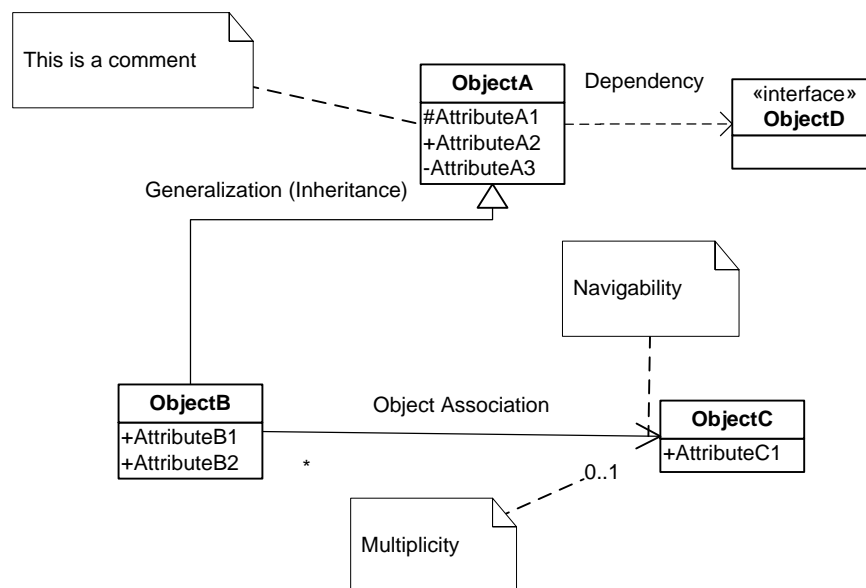 This is a comment
ObjectA
#AttributeA1
+AttributeA2
-AttributeA3
Dependency
«interface»
ObjectD
Generalization (Inheritance)
Navigability
ObjectB
+AttributeB1
+AttributeB2
Object Association
*
ObjectC
+AttributeC1
0..1
Multiplicity